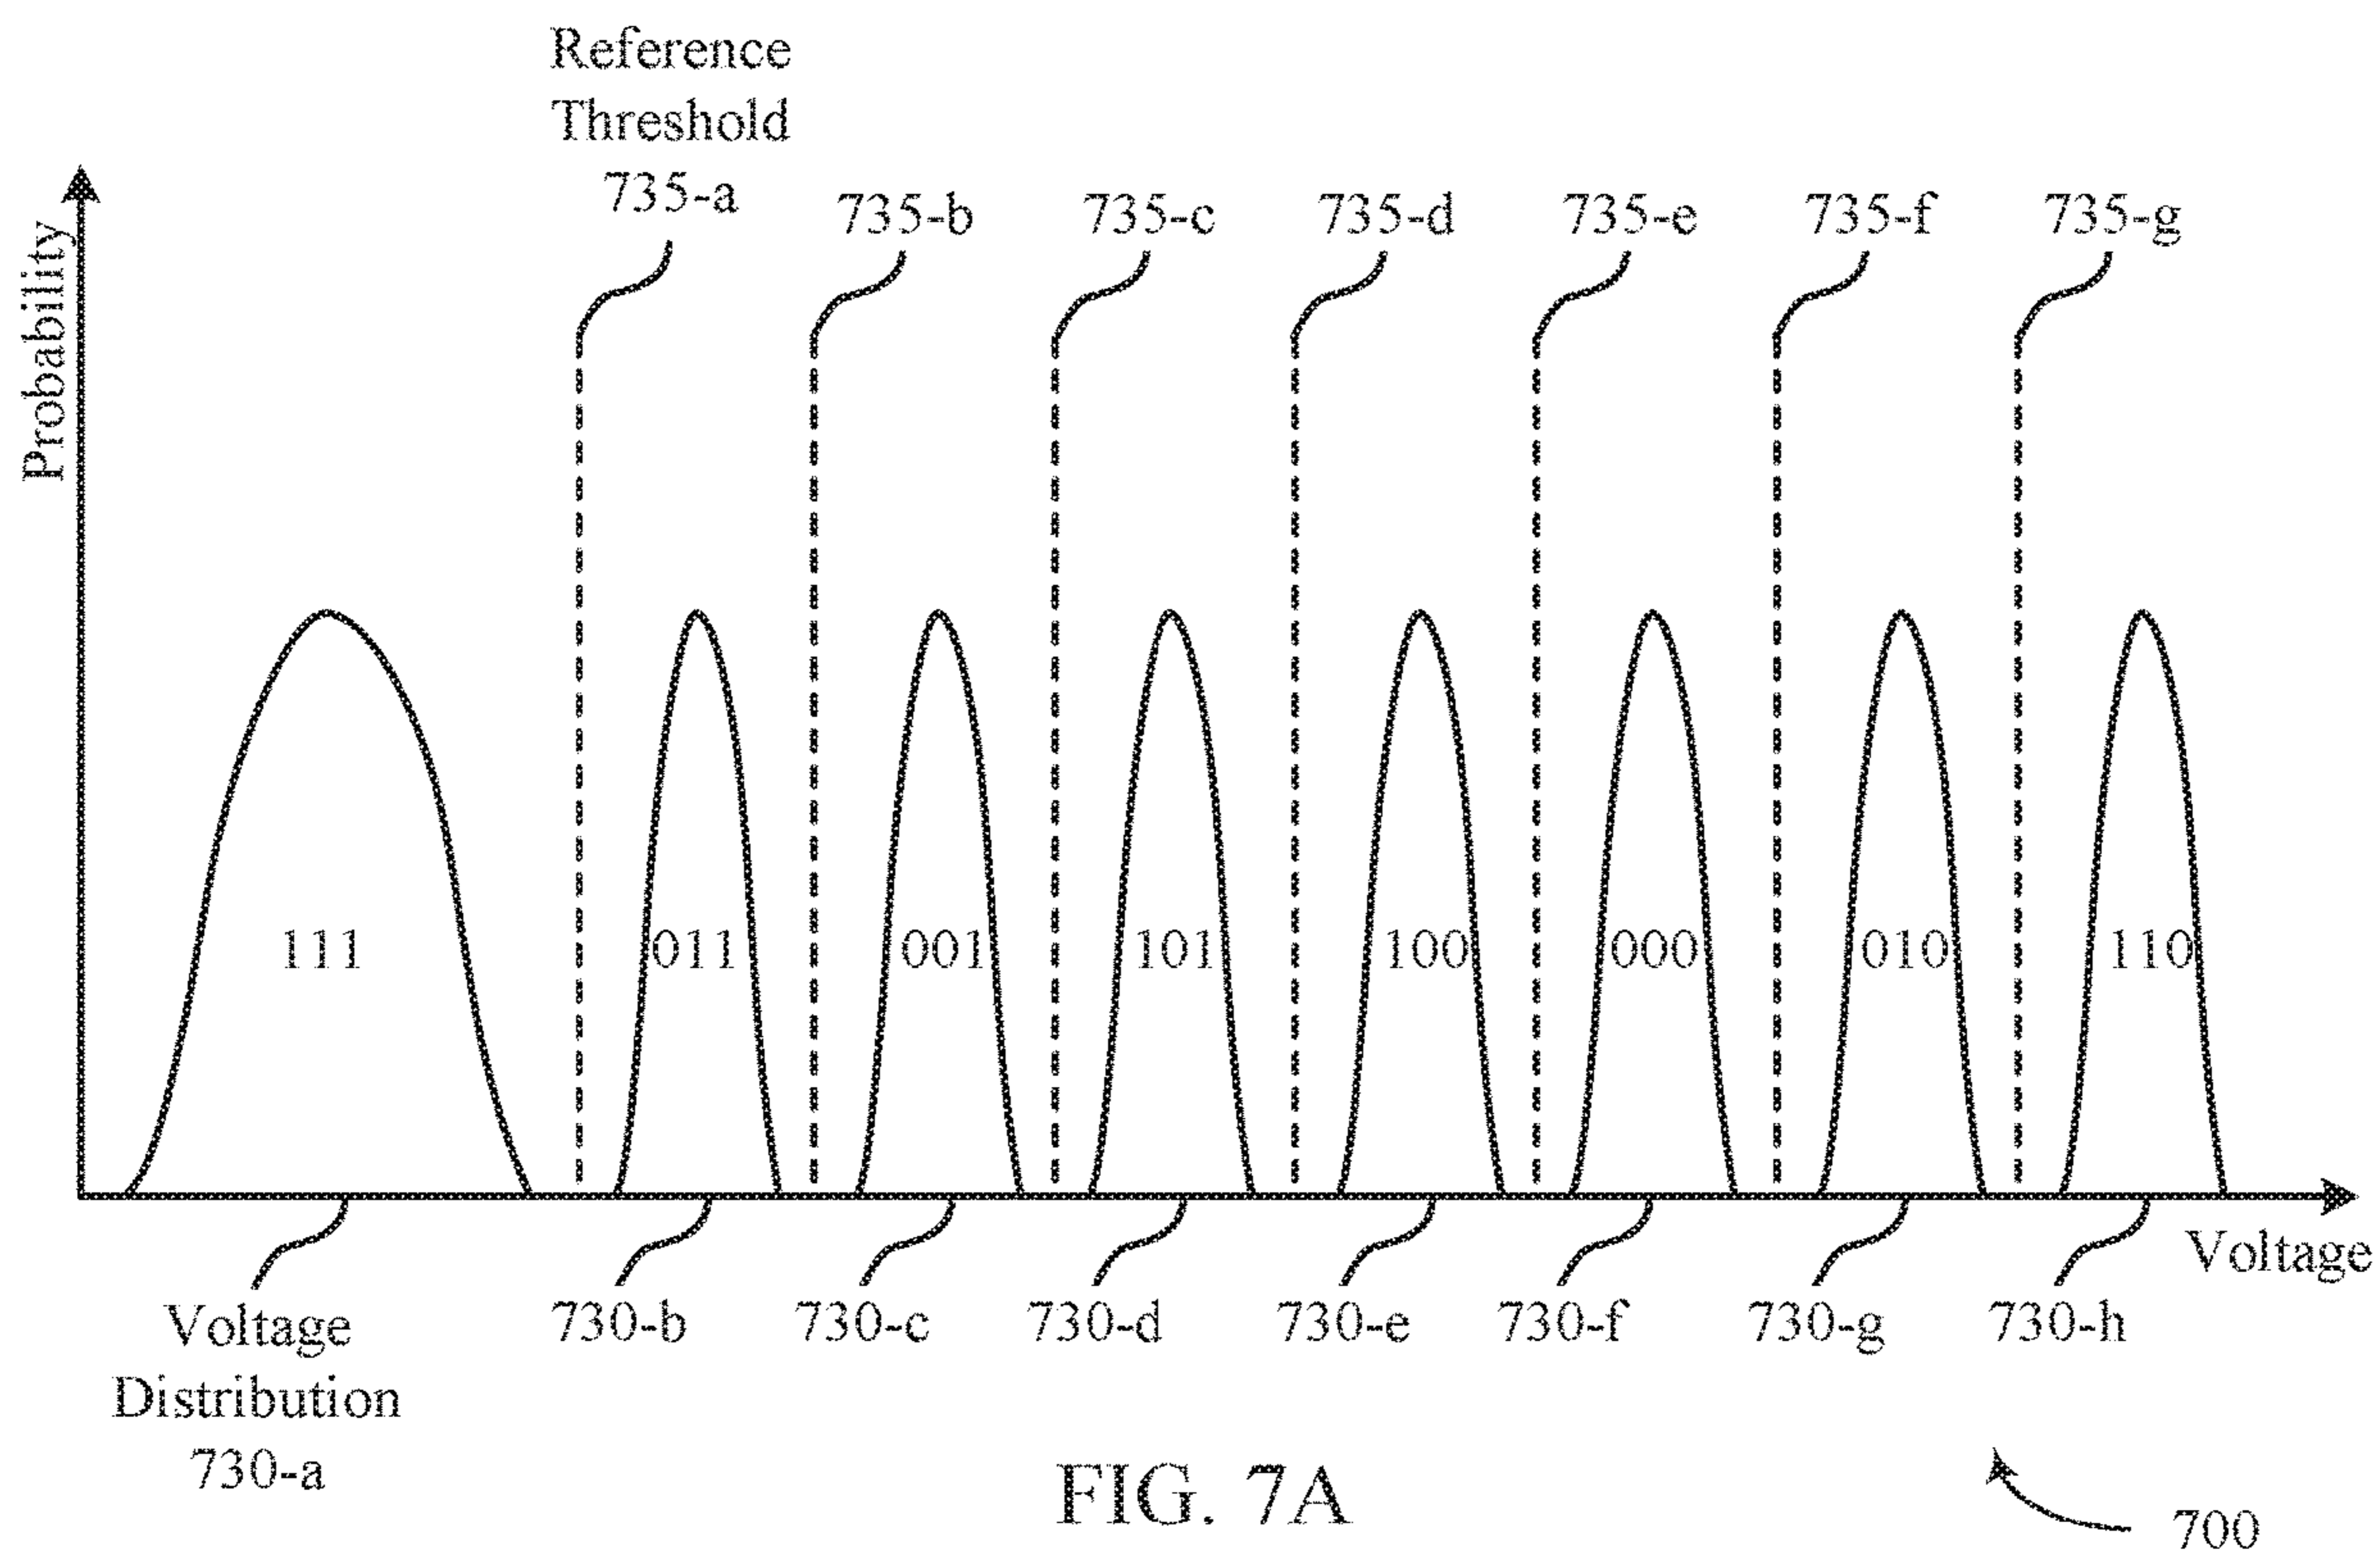 Reference
Threshold
735-a
735-b
735-c
735-d
735-e
735-f
735-g
Probability
111
011
001
101
100
000
010
110
Voltage
Voltage
Distribution
730-a
730-b
730-c
730-d
730-e
730-f
730-g
730-h
FIG. 7A
700